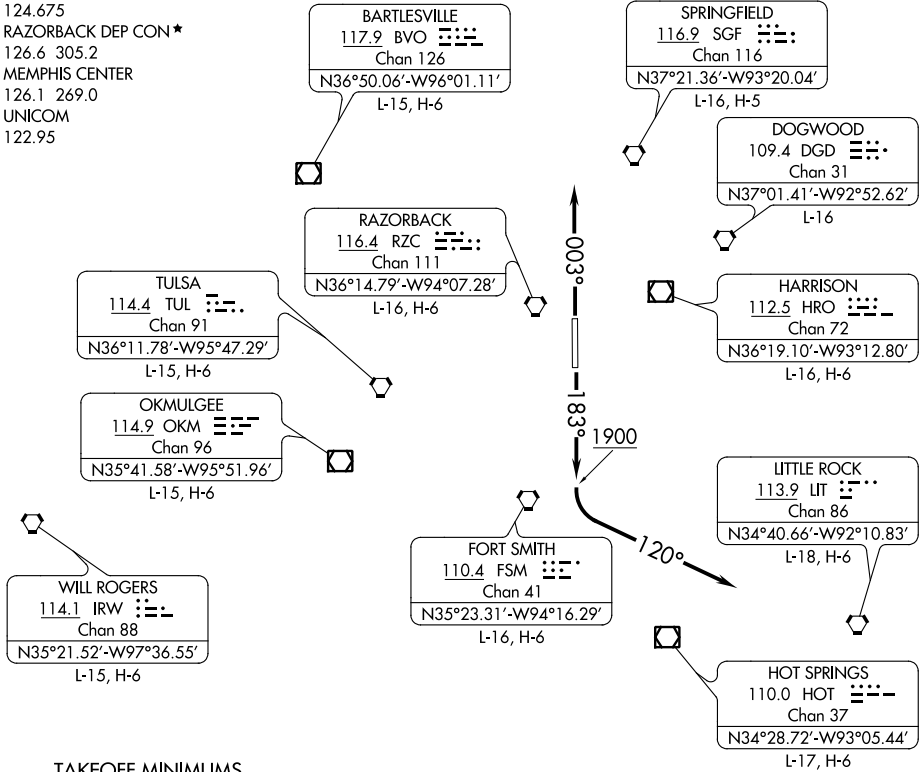 124.675
RAZORBACK DEP CON★
126.6 305.2
MEMPHIS CENTER
126.1 269.0
UNICOM
122.95
BARTLESVILLE
117.9 BVO
Chan 126
N36°50.06′-W96°01.11′
L-15, H-6
SPRINGFIELD
116.9 SGF
Chan 116
N37°21.36′-W93°20.04′
L-16, H-5
DOGWOOD
109.4 DGD
Chan 31
N37°01.41′-W92°52.62′
L-16
RAZORBACK
116.4 RZC
Chan 111
N36°14.79′-W94°07.28′
L-16, H-6
003°
TULSA
114.4 TUL
Chan 91
N36°11.78′-W95°47.29′
L-15, H-6
HARRISON
112.5 HRO
Chan 72
N36°19.10′-W93°12.80′
L-16, H-6
183°
OKMULGEE
114.9 OKM
Chan 96
N35°41.58′-W95°51.96′
L-15, H-6
1900
LITTLE ROCK
113.9 LIT
Chan 86
N34°40.66′-W92°10.83′
L-18, H-6
120°
FORT SMITH
110.4 FSM
Chan 41
N35°23.31′-W94°16.29′
L-16, H-6
WILL ROGERS
114.1 IRW
Chan 88
N35°21.52′-W97°36.55′
L-15, H-6
HOT SPRINGS
110.0 HOT
Chan 37
N34°28.72′-W93°05.44′
L-17, H-6
TAKEOFF MINIMUMS